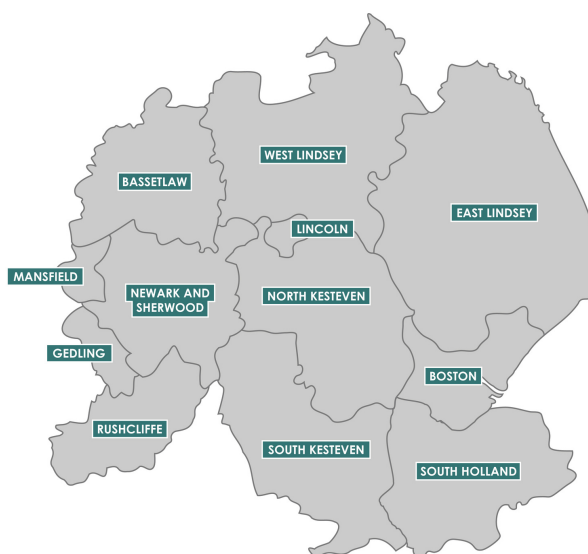 WEST LINDSEY
BASSETLAW
EAST LINDSEY
LINCOLN
MANSFIELD
NEWARK AND
SHERWOOD
NORTH KESTEVEN
GEDLING
BOSTON
RUSHCLIFFE
SOUTH KESTEVEN
SOUTH HOLLAND